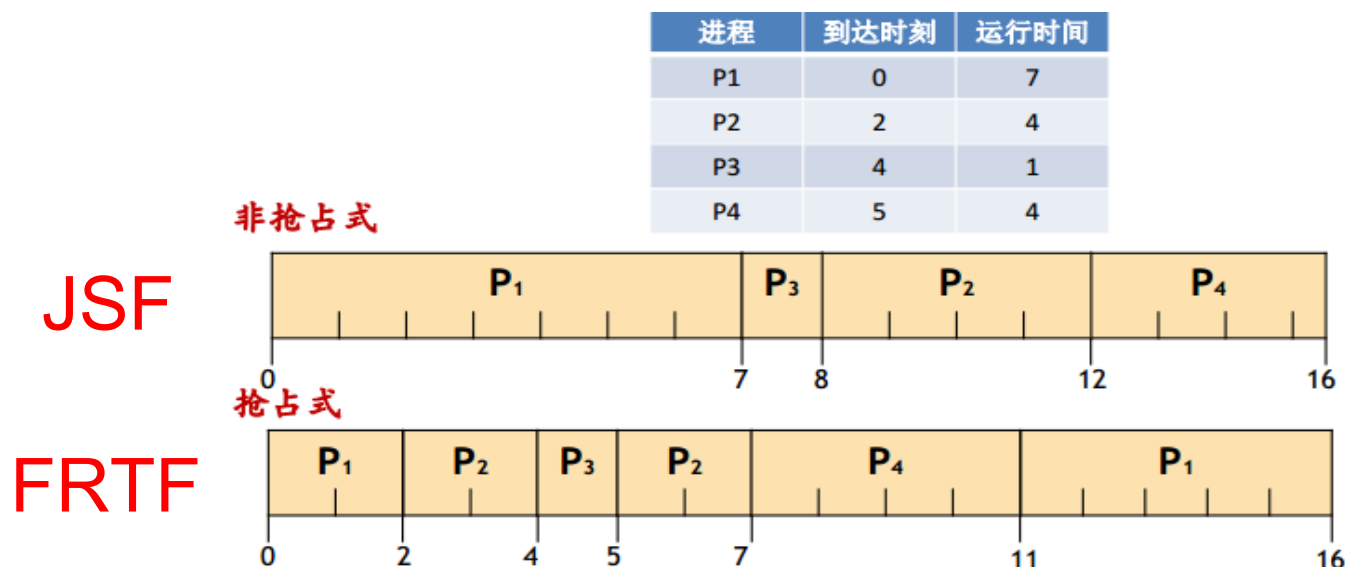 进程 到达时刻 运行时间
P1 0 7
P2 2 4
P3 4 1
P4 5 4
非抢占式
JSF
P1 P3 P2 P4
0 7 8 12 16
抢占式
FRTF
P1 P2 P3 P2 P4 P1
0 2 4 5 7 11 16